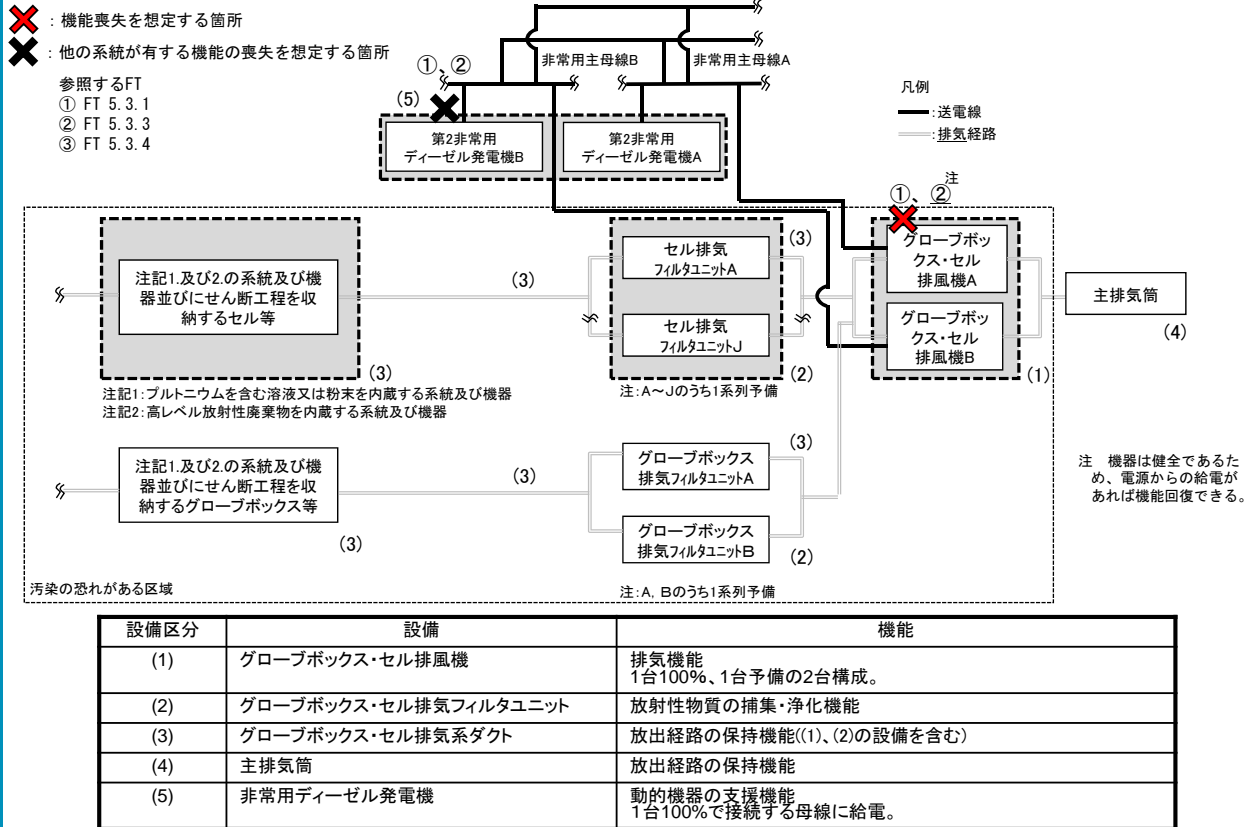 ：機能喪失を想定する箇所
：他の系統が有する機能の喪失を想定する箇所
参照するFT
① FT 5.3.1
② FT 5.3.3
③ FT 5.3.4
①、②
(5)
非常用主母線B
非常用主母線A
第2非常用
ディーゼル発電機B
第2非常用
ディーゼル発電機A
凡例
：送電線
：排気経路
注
①、②
注記1.及び2.の系統及び機
器並びにせん断工程を収
納するセル等
(3)
(3)
セル排気
フィルタユニットA
(3)
セル排気
フィルタユニットJ
(2)
注：A～Jのうち1系列予備
グローブボッ
クス・セル
排風機A
グローブボッ
クス・セル
排風機B
(1)
主排気筒
(4)
注記1：プルトニウムを含む溶液又は粉末を内蔵する系統及び機器
注記2：高レベル放射性廃棄物を内蔵する系統及び機器
注記1.及び2.の系統及び機
器並びにせん断工程を収
納するグローブボックス等
(3)
(3)
グローブボックス
排気フィルタユニットA
(3)
グローブボックス
排気フィルタユニットB
(2)
注：A, Bのうち1系列予備
注　機器は健全であるた
め、電源からの給電が
あれば機能回復できる。
汚染の恐れがある区域
設備区分 設備 機能
(1) グローブボックス・セル排風機 排気機能
1台100%、1台予備の2台構成。
(2) グローブボックス・セル排気フィルタユニット 放射性物質の捕集・浄化機能
(3) グローブボックス・セル排気系ダクト 放出経路の保持機能((1)、(2)の設備を含む)
(4) 主排気筒 放出経路の保持機能
(5) 非常用ディーゼル発電機 動的機器の支援機能
1台100%で接続する母線に給電。